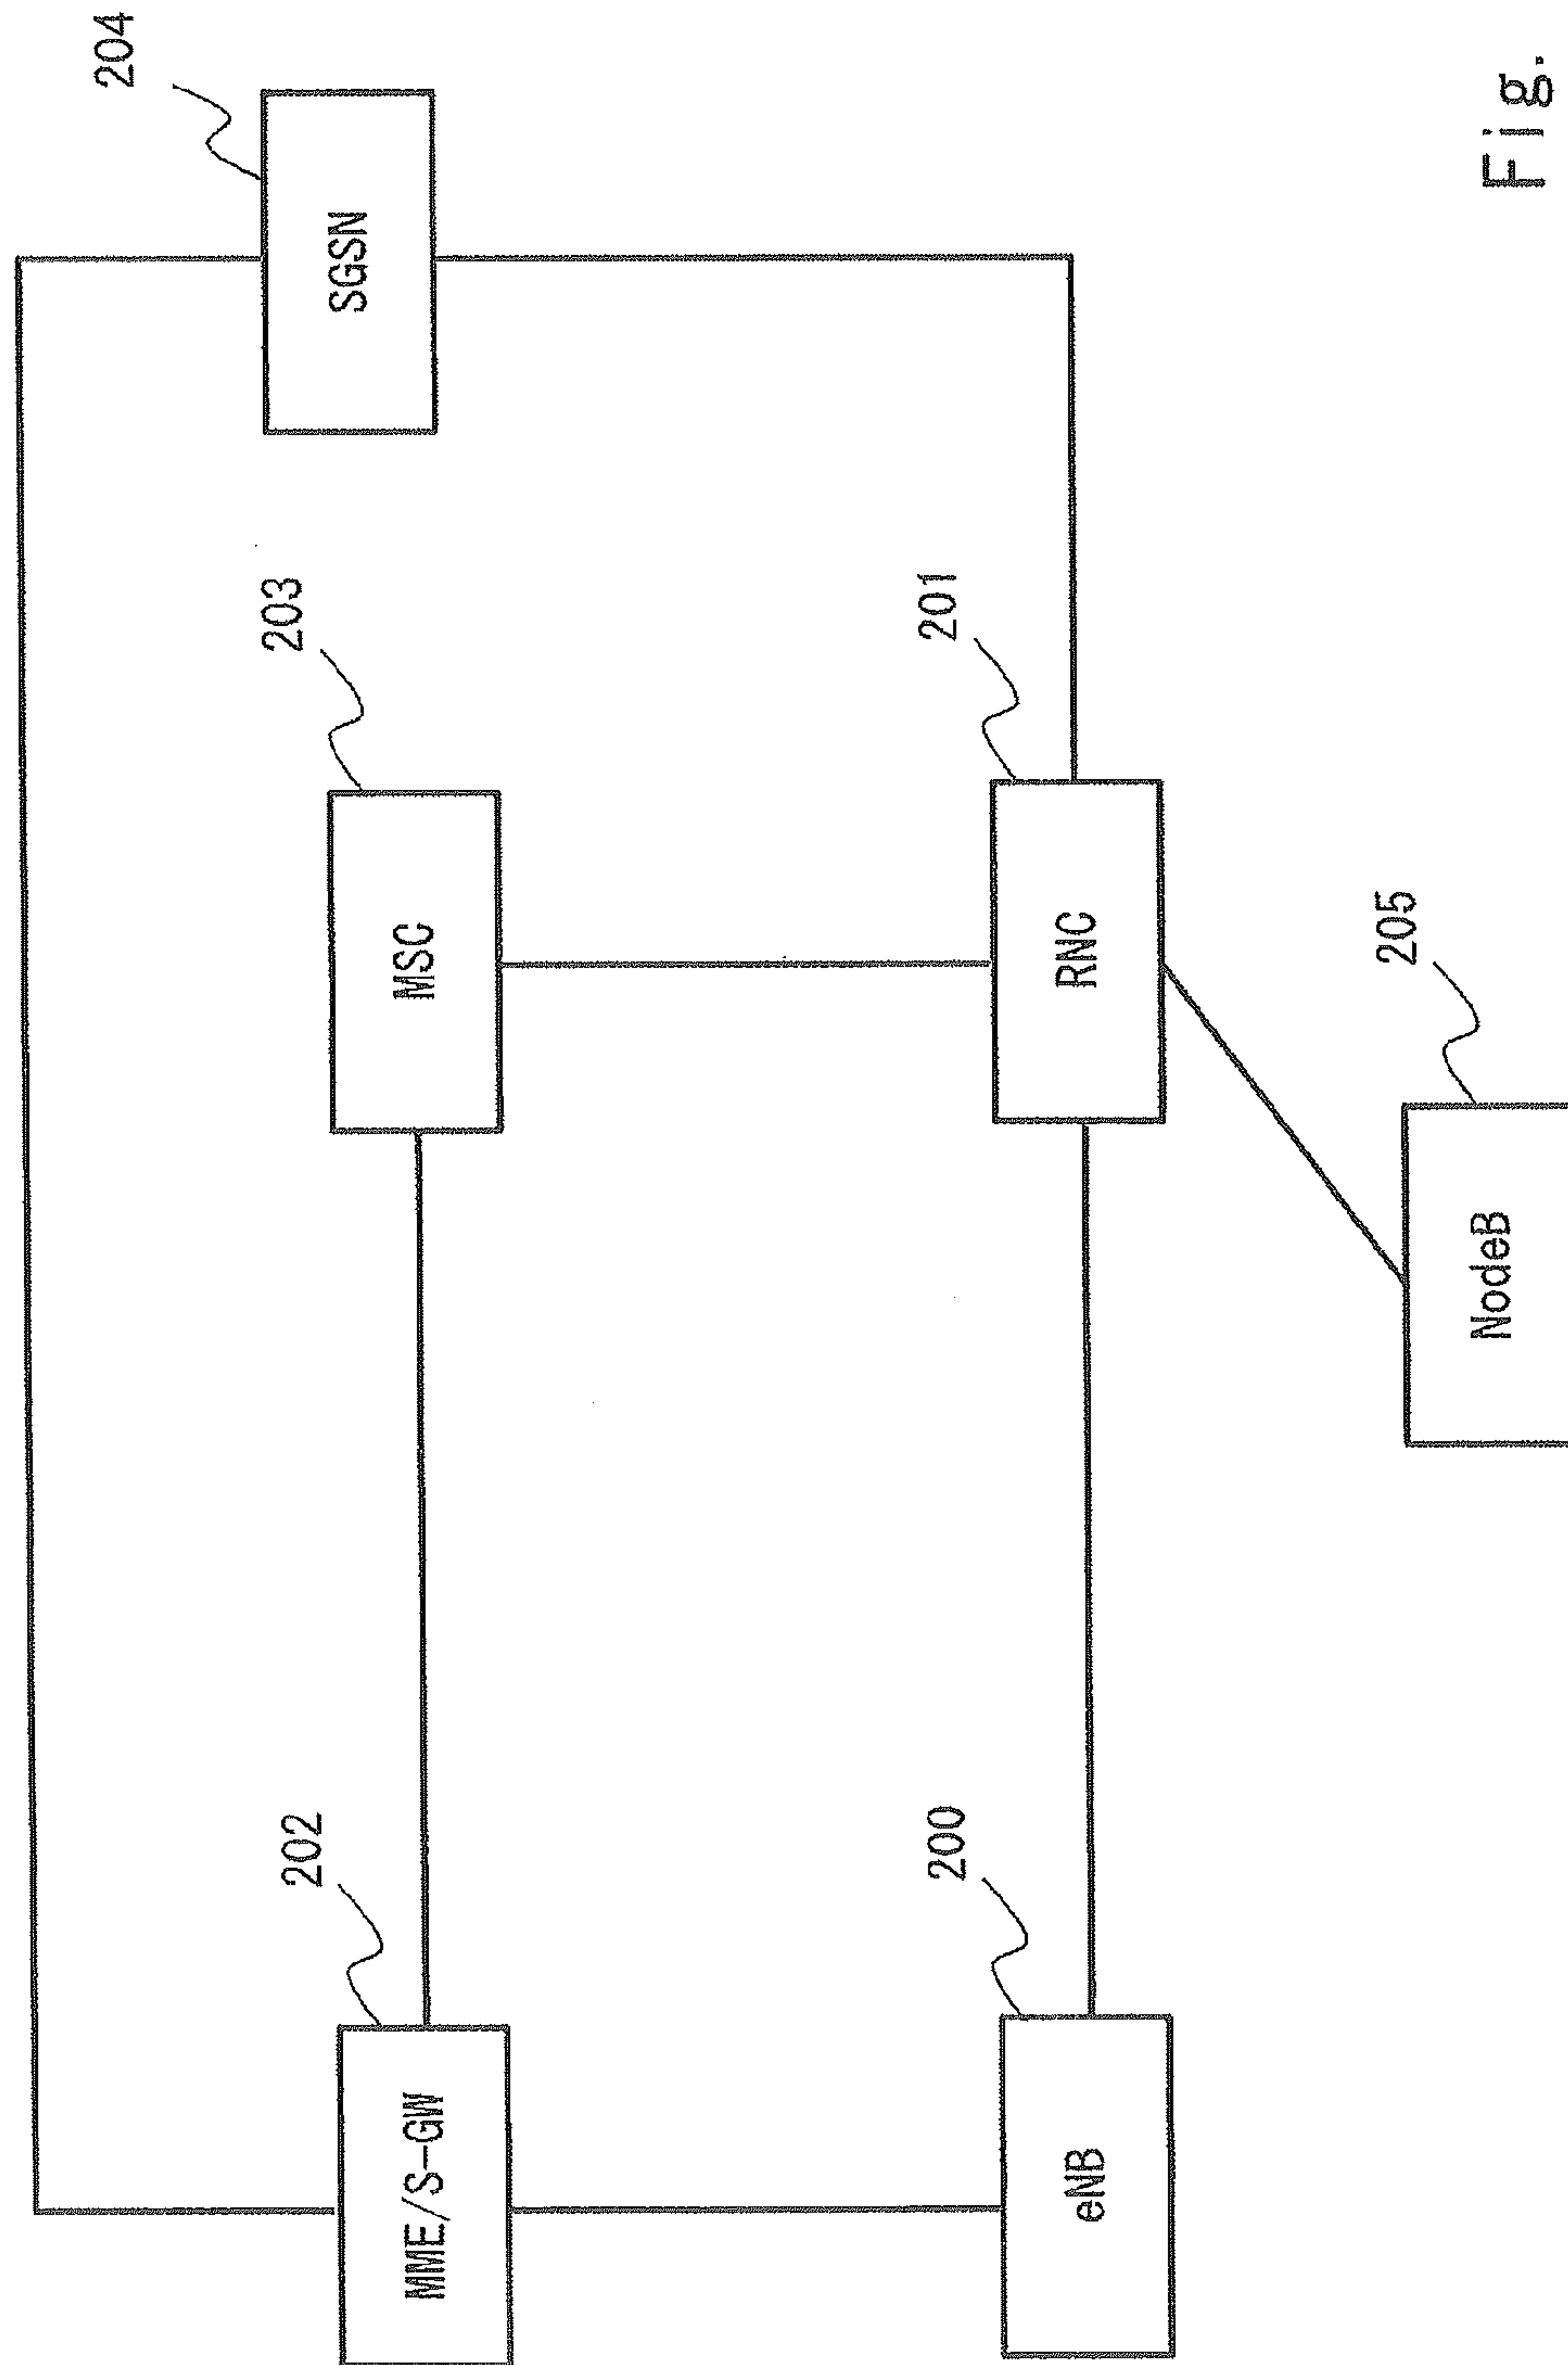 204
SGSN
203
MSC
202
MME/S-GW
201
RNC
200
eNB
205
NodeB
Fig.